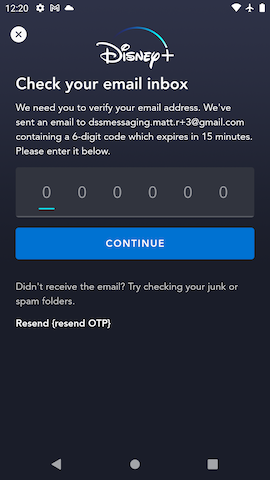 12:20
Disney+
Check your email inbox
We need you to verify your email address. We've
sent an email to dssmessaging.matt.r+3@gmail.com
containing a 6-digit code which expires in 15 minutes.
Please enter it below.
0 0 0 0 0 0
CONTINUE
Didn't receive the email? Try checking your junk or
spam folders.
Resend {resend OTP}